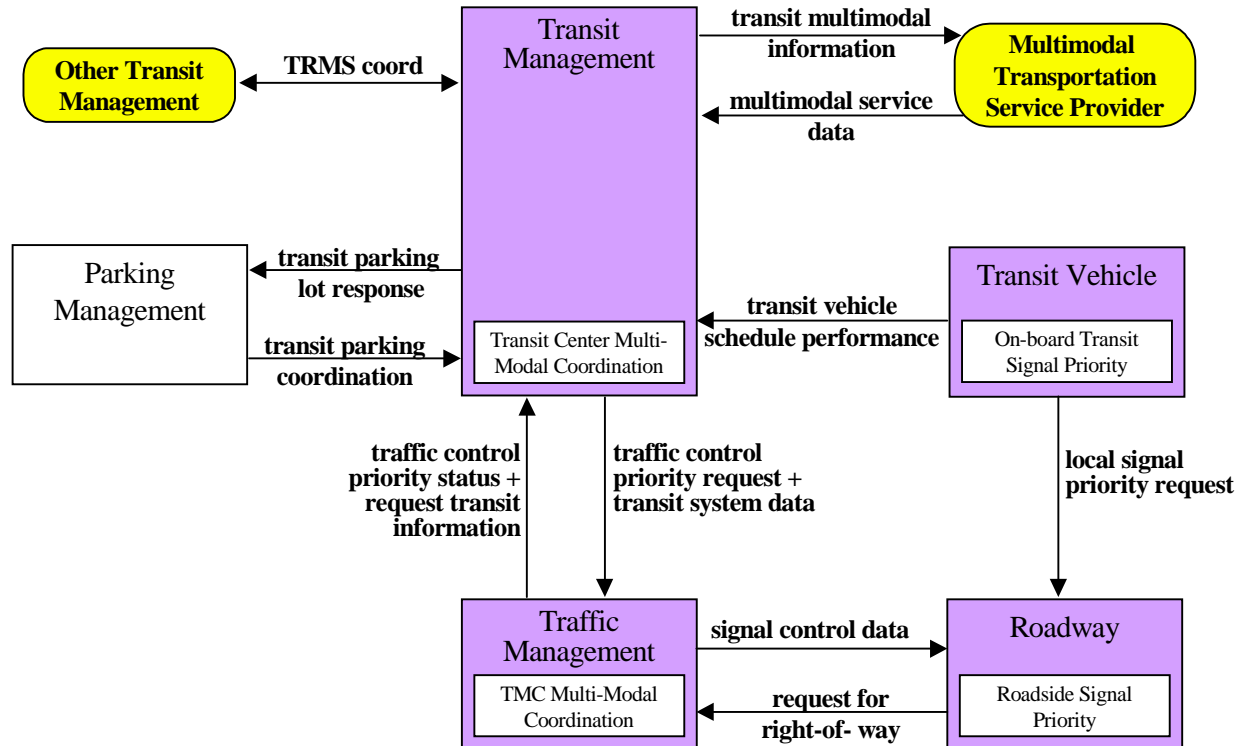 Transit
Management
transit multimodal
information
Multimodal
Transportation
Service Provider
Other Transit
Management
TRMS coord
multimodal service
data
Parking
Management
transit parking
lot response
transit parking
coordination
Transit Center Multi-
Modal Coordination
transit vehicle
schedule performance
Transit Vehicle
On-board Transit
Signal Priority
traffic control
priority status +
request transit
information
traffic control
priority request +
transit system data
local signal
priority request
Traffic
Management
TMC Multi-Modal
Coordination
signal control data
request for
right-of- way
Roadway
Roadside Signal
Priority